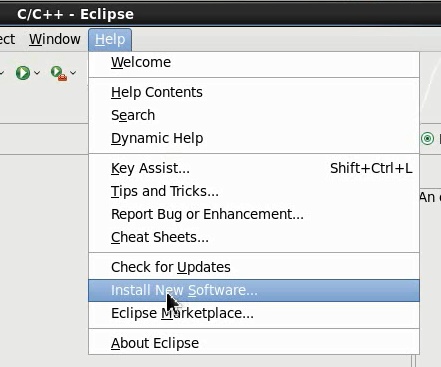 C/C++ - Eclipse
ect Window Help
Welcome
Help Contents
Search
Dynamic Help
Key Assist... Shift+Ctrl+L
Tips and Tricks...
An o
Report Bug or Enhancement...
Cheat Sheets...
Check for Updates
Install New Software...
Eclipse Marketplace...
About Eclipse